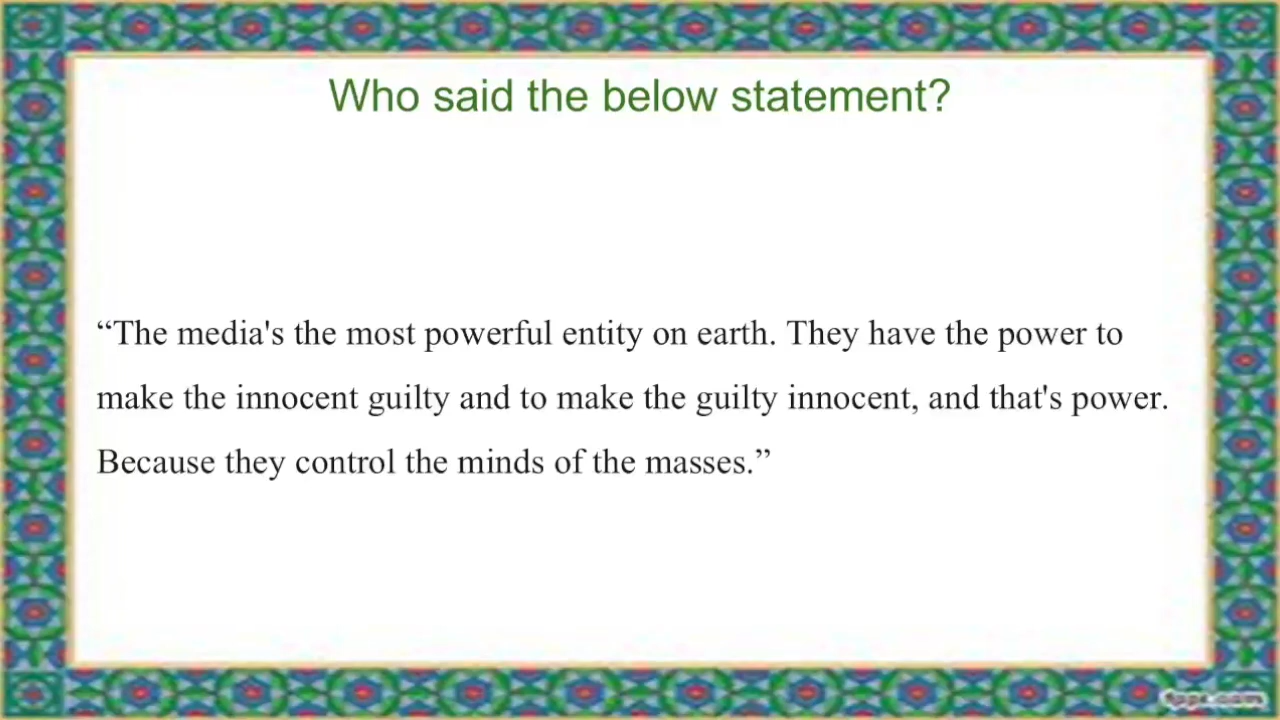 Who said the below statement?
“The media's the most powerful entity on earth. They have the power to
make the innocent guilty and to make the guilty innocent, and that's power.
Because they control the minds of the masses.”